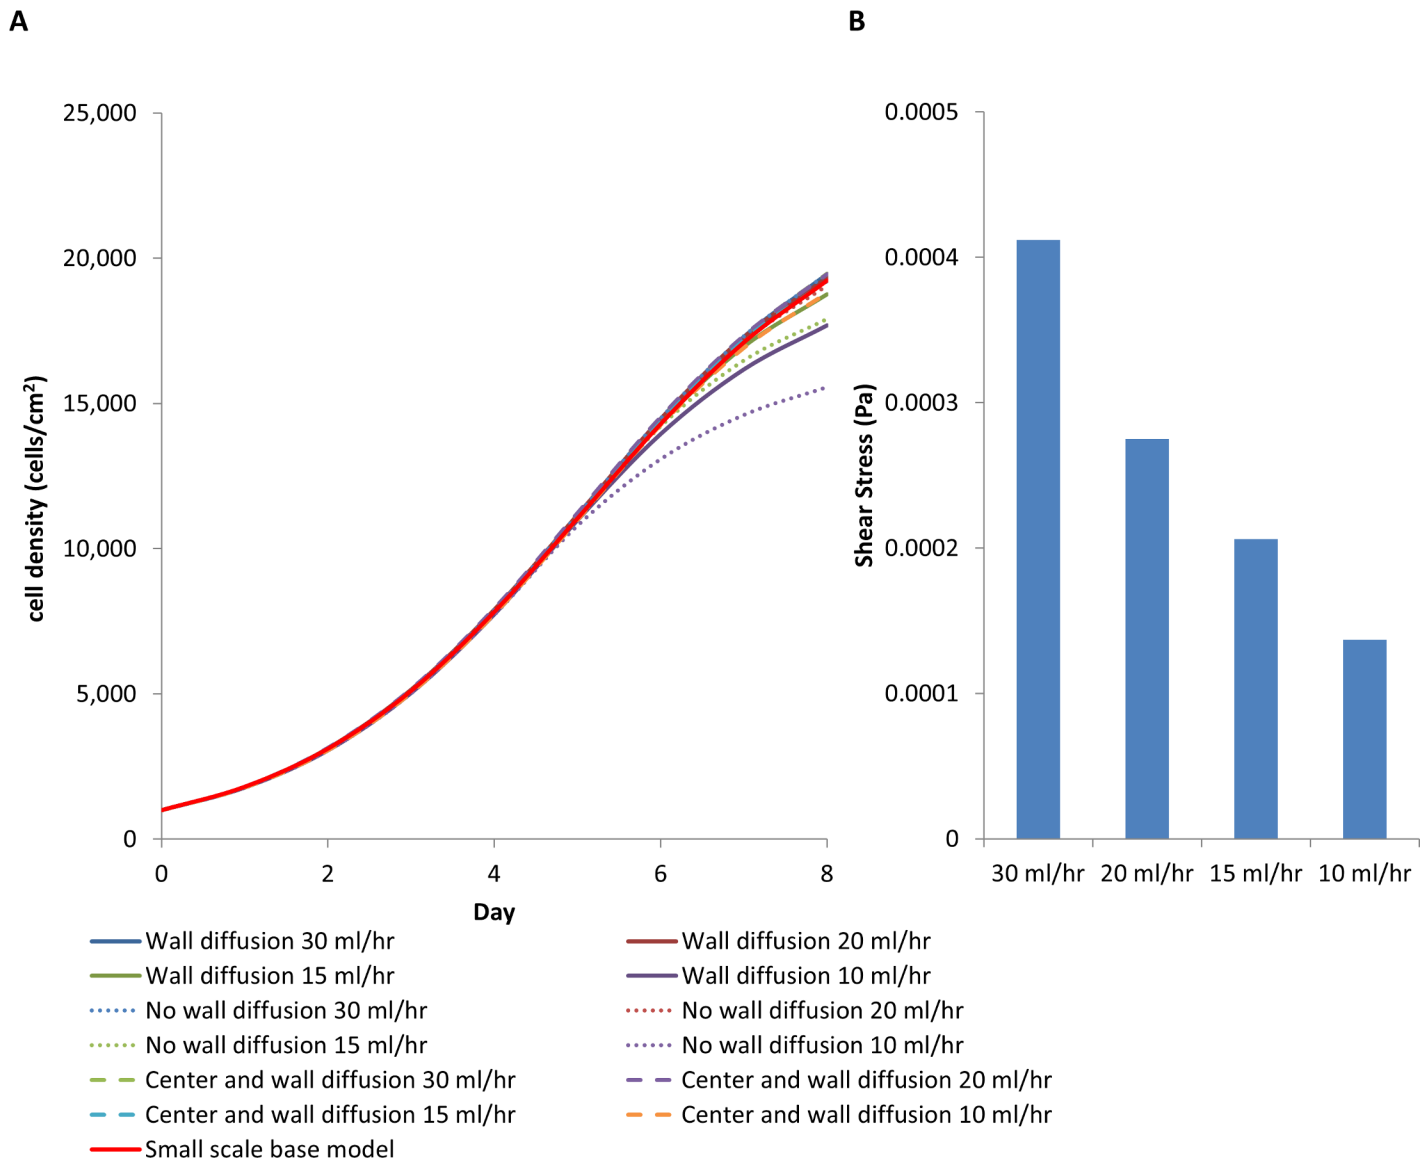 A
B
25,000
20,000
15,000
10,000
5,000
0
cell density (cells/cm²)
0 2 4 6 8
Day
0.0005
0.0004
0.0003
0.0002
0.0001
0
Shear Stress (Pa)
30 ml/hr 20 ml/hr 15 ml/hr 10 ml/hr
Wall diffusion 30 ml/hr
Wall diffusion 20 ml/hr
Wall diffusion 15 ml/hr
Wall diffusion 10 ml/hr
No wall diffusion 30 ml/hr
No wall diffusion 20 ml/hr
No wall diffusion 15 ml/hr
No wall diffusion 10 ml/hr
Center and wall diffusion 30 ml/hr
Center and wall diffusion 20 ml/hr
Center and wall diffusion 15 ml/hr
Center and wall diffusion 10 ml/hr
Small scale base model